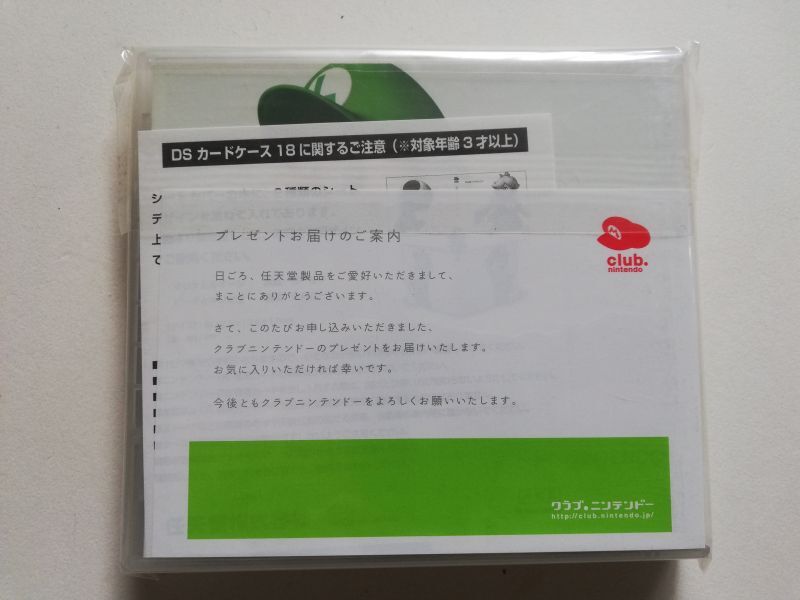 DS カードケース 18 に関するご注意（※対象年齢 3 才以上）
シ
デ
上
て
プレゼントお届けのご案内
club.
nintendo
日ごろ、任天堂製品をご愛好いただきまして、
まことにありがとうございます。
さて、このたびお申し込みいただきました、
クラブニンテンドーのプレゼントをお届けいたします。
お気に入りいただければ幸いです。
今後ともクラブニンテンドーをよろしくお願いいたします。
クラブニンテンドー
http://club.nintendo.jp/